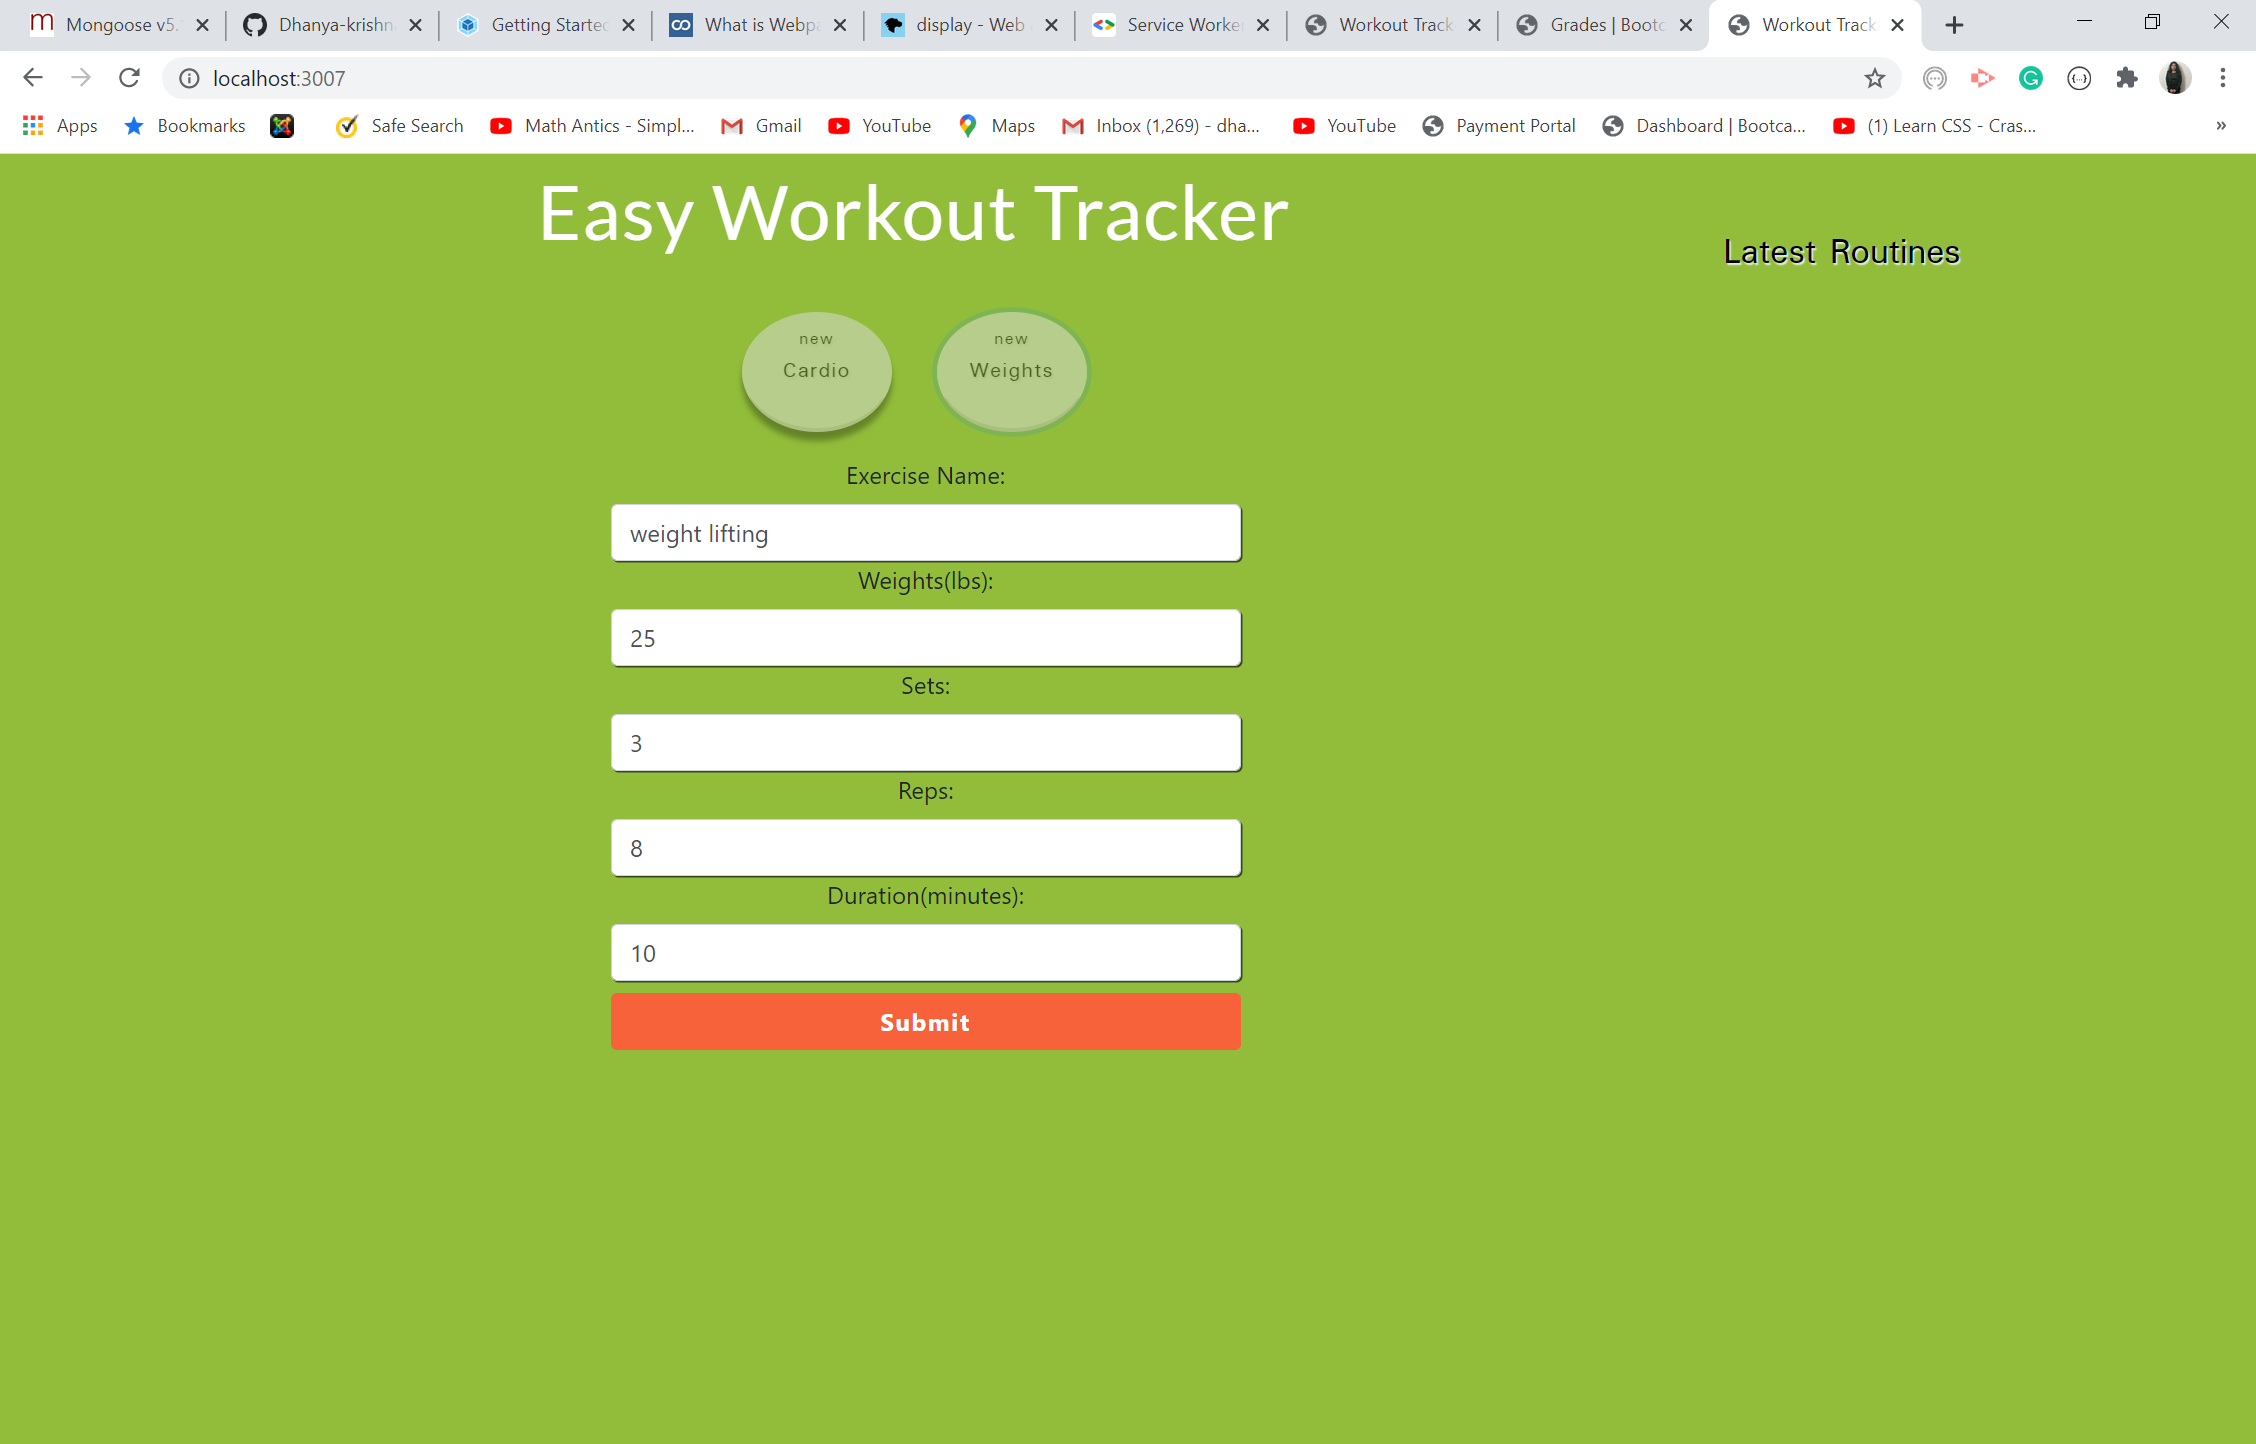 Mongoose v5. Dhanya-krishn Getting Started What is Webpa display - Web Service Worker Workout Track Grades | Bootc Workout Track
localhost:3007
Apps Bookmarks Safe Search Math Antics - Simpl... Gmail YouTube Maps Inbox (1,269) - dha... YouTube Payment Portal Dashboard | Bootca... (1) Learn CSS - Cras... »
Easy Workout Tracker
Latest Routines
new new
Cardio Weights
Exercise Name:
weight lifting
Weights(lbs):
25
Sets:
3
Reps:
8
Duration(minutes):
10
Submit